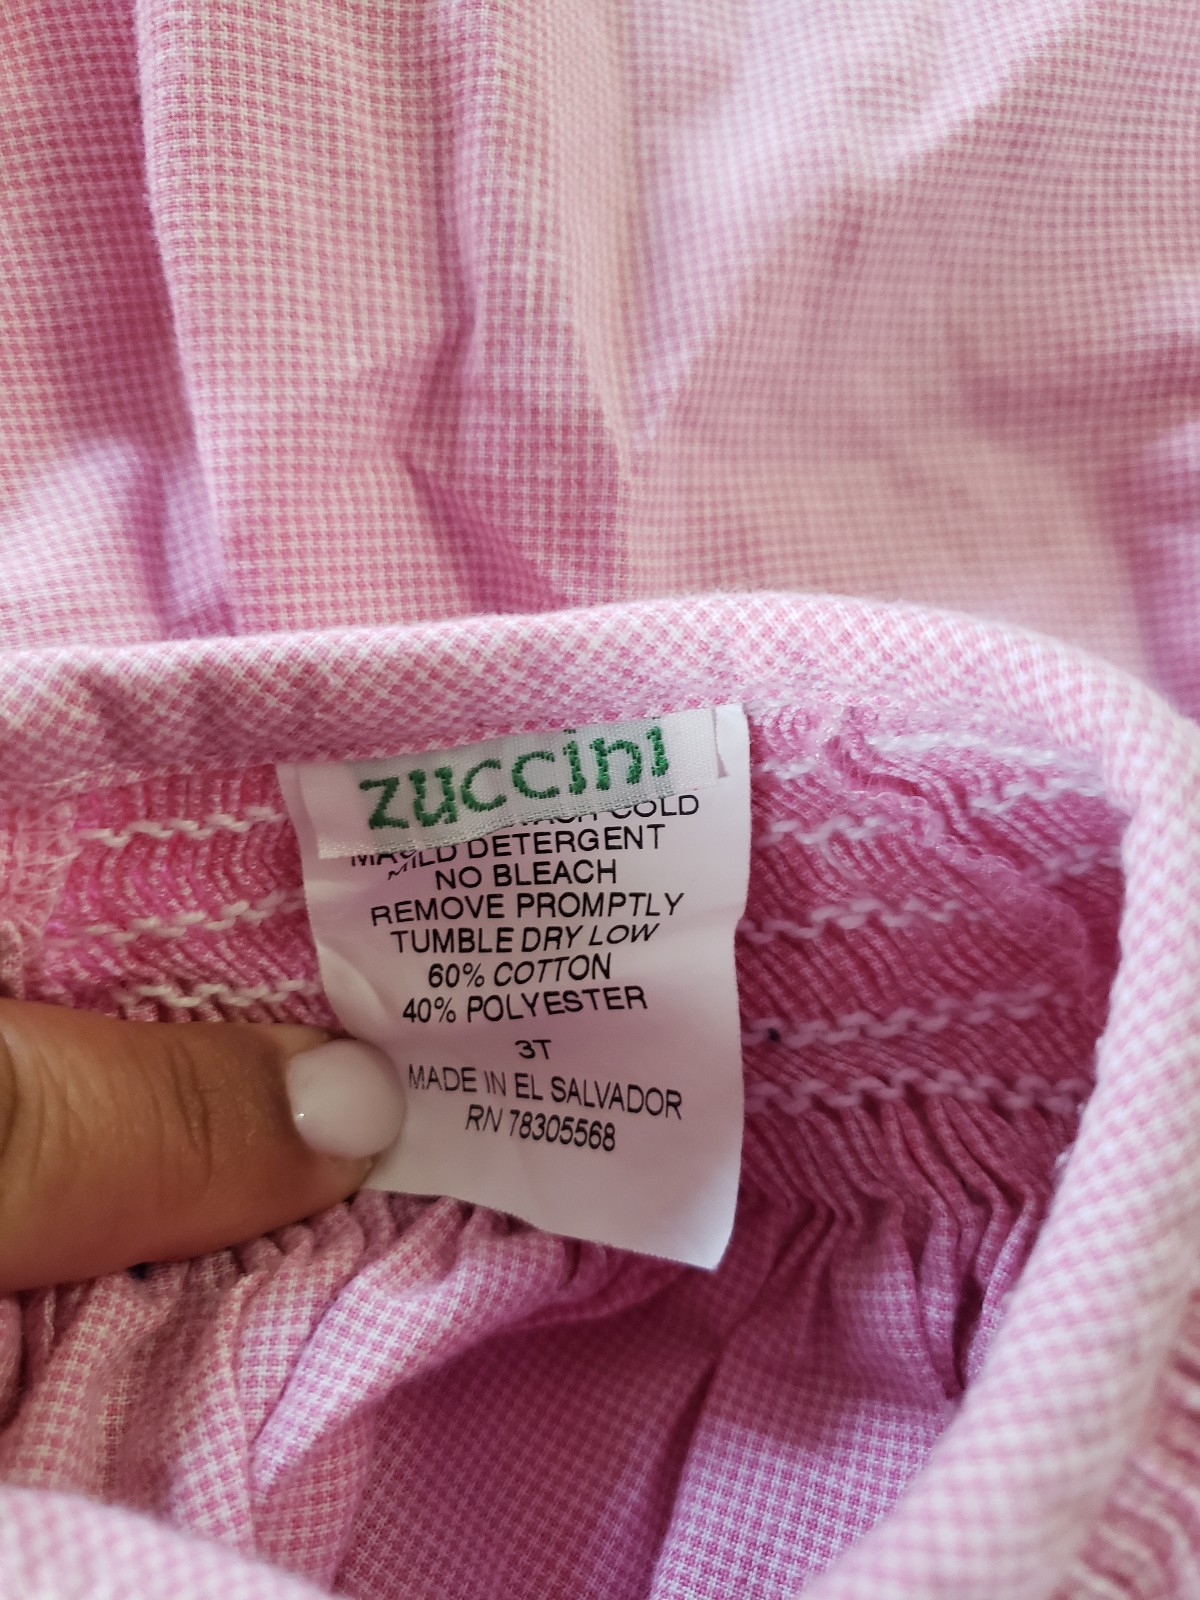 zuccini
COLD
MILD DETERGENT
NO BLEACH
REMOVE PROMPTLY
TUMBLE DRY LOW
60% COTTON
40% POLYESTER
3T
MADE IN EL SALVADOR
RN 78305568